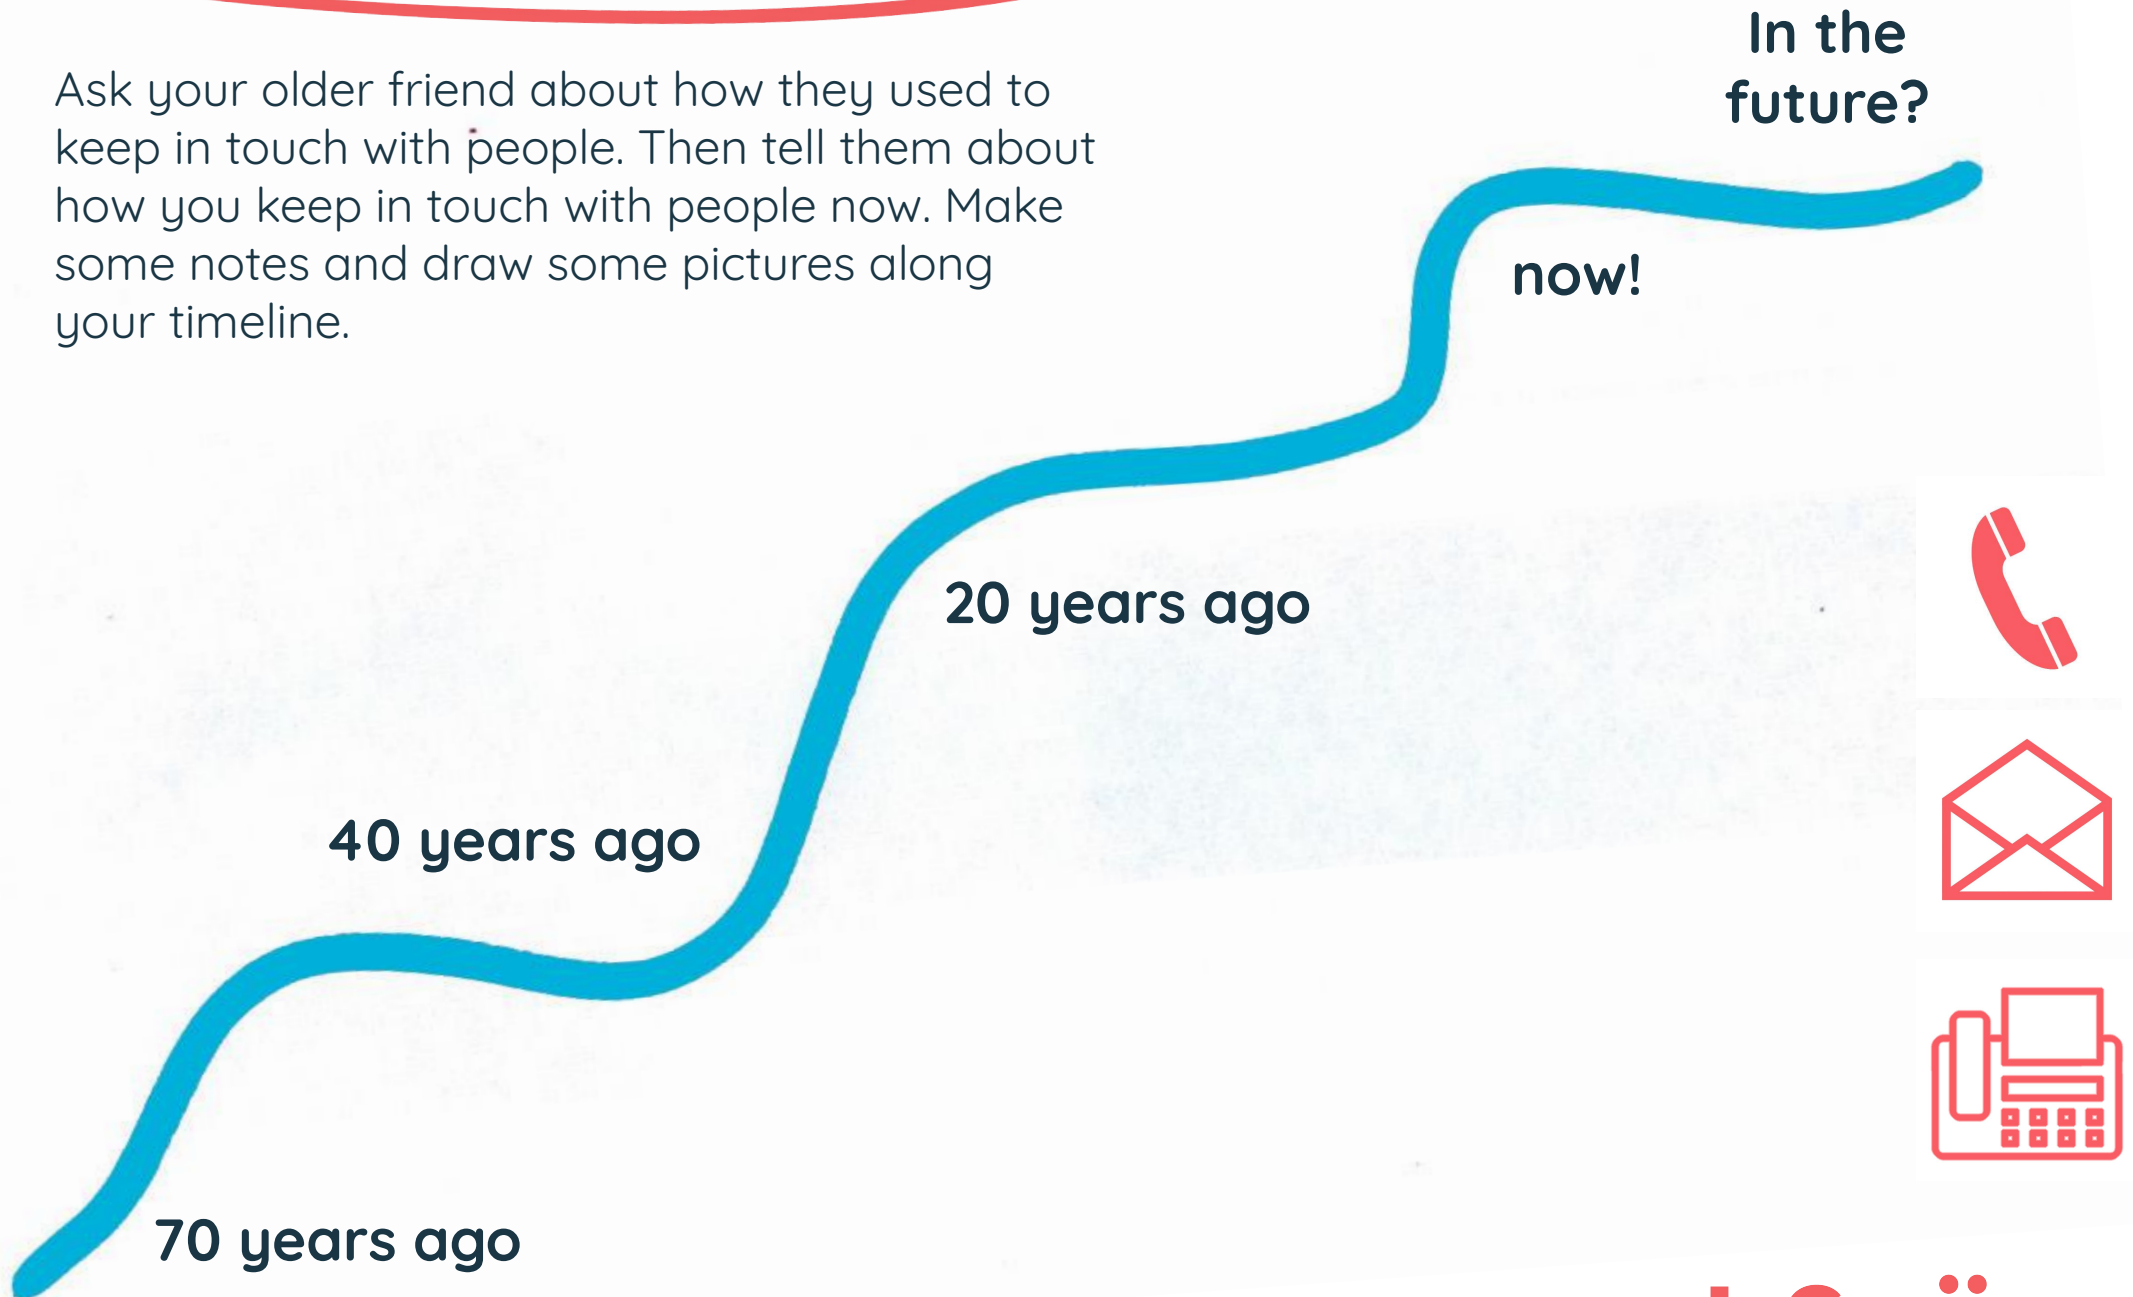 In the
future?
Ask your older friend about how they used to
keep in touch with people. Then tell them about
how you keep in touch with people now. Make
some notes and draw some pictures along
your timeline.
now!
20 years ago
40 years ago
70 years ago